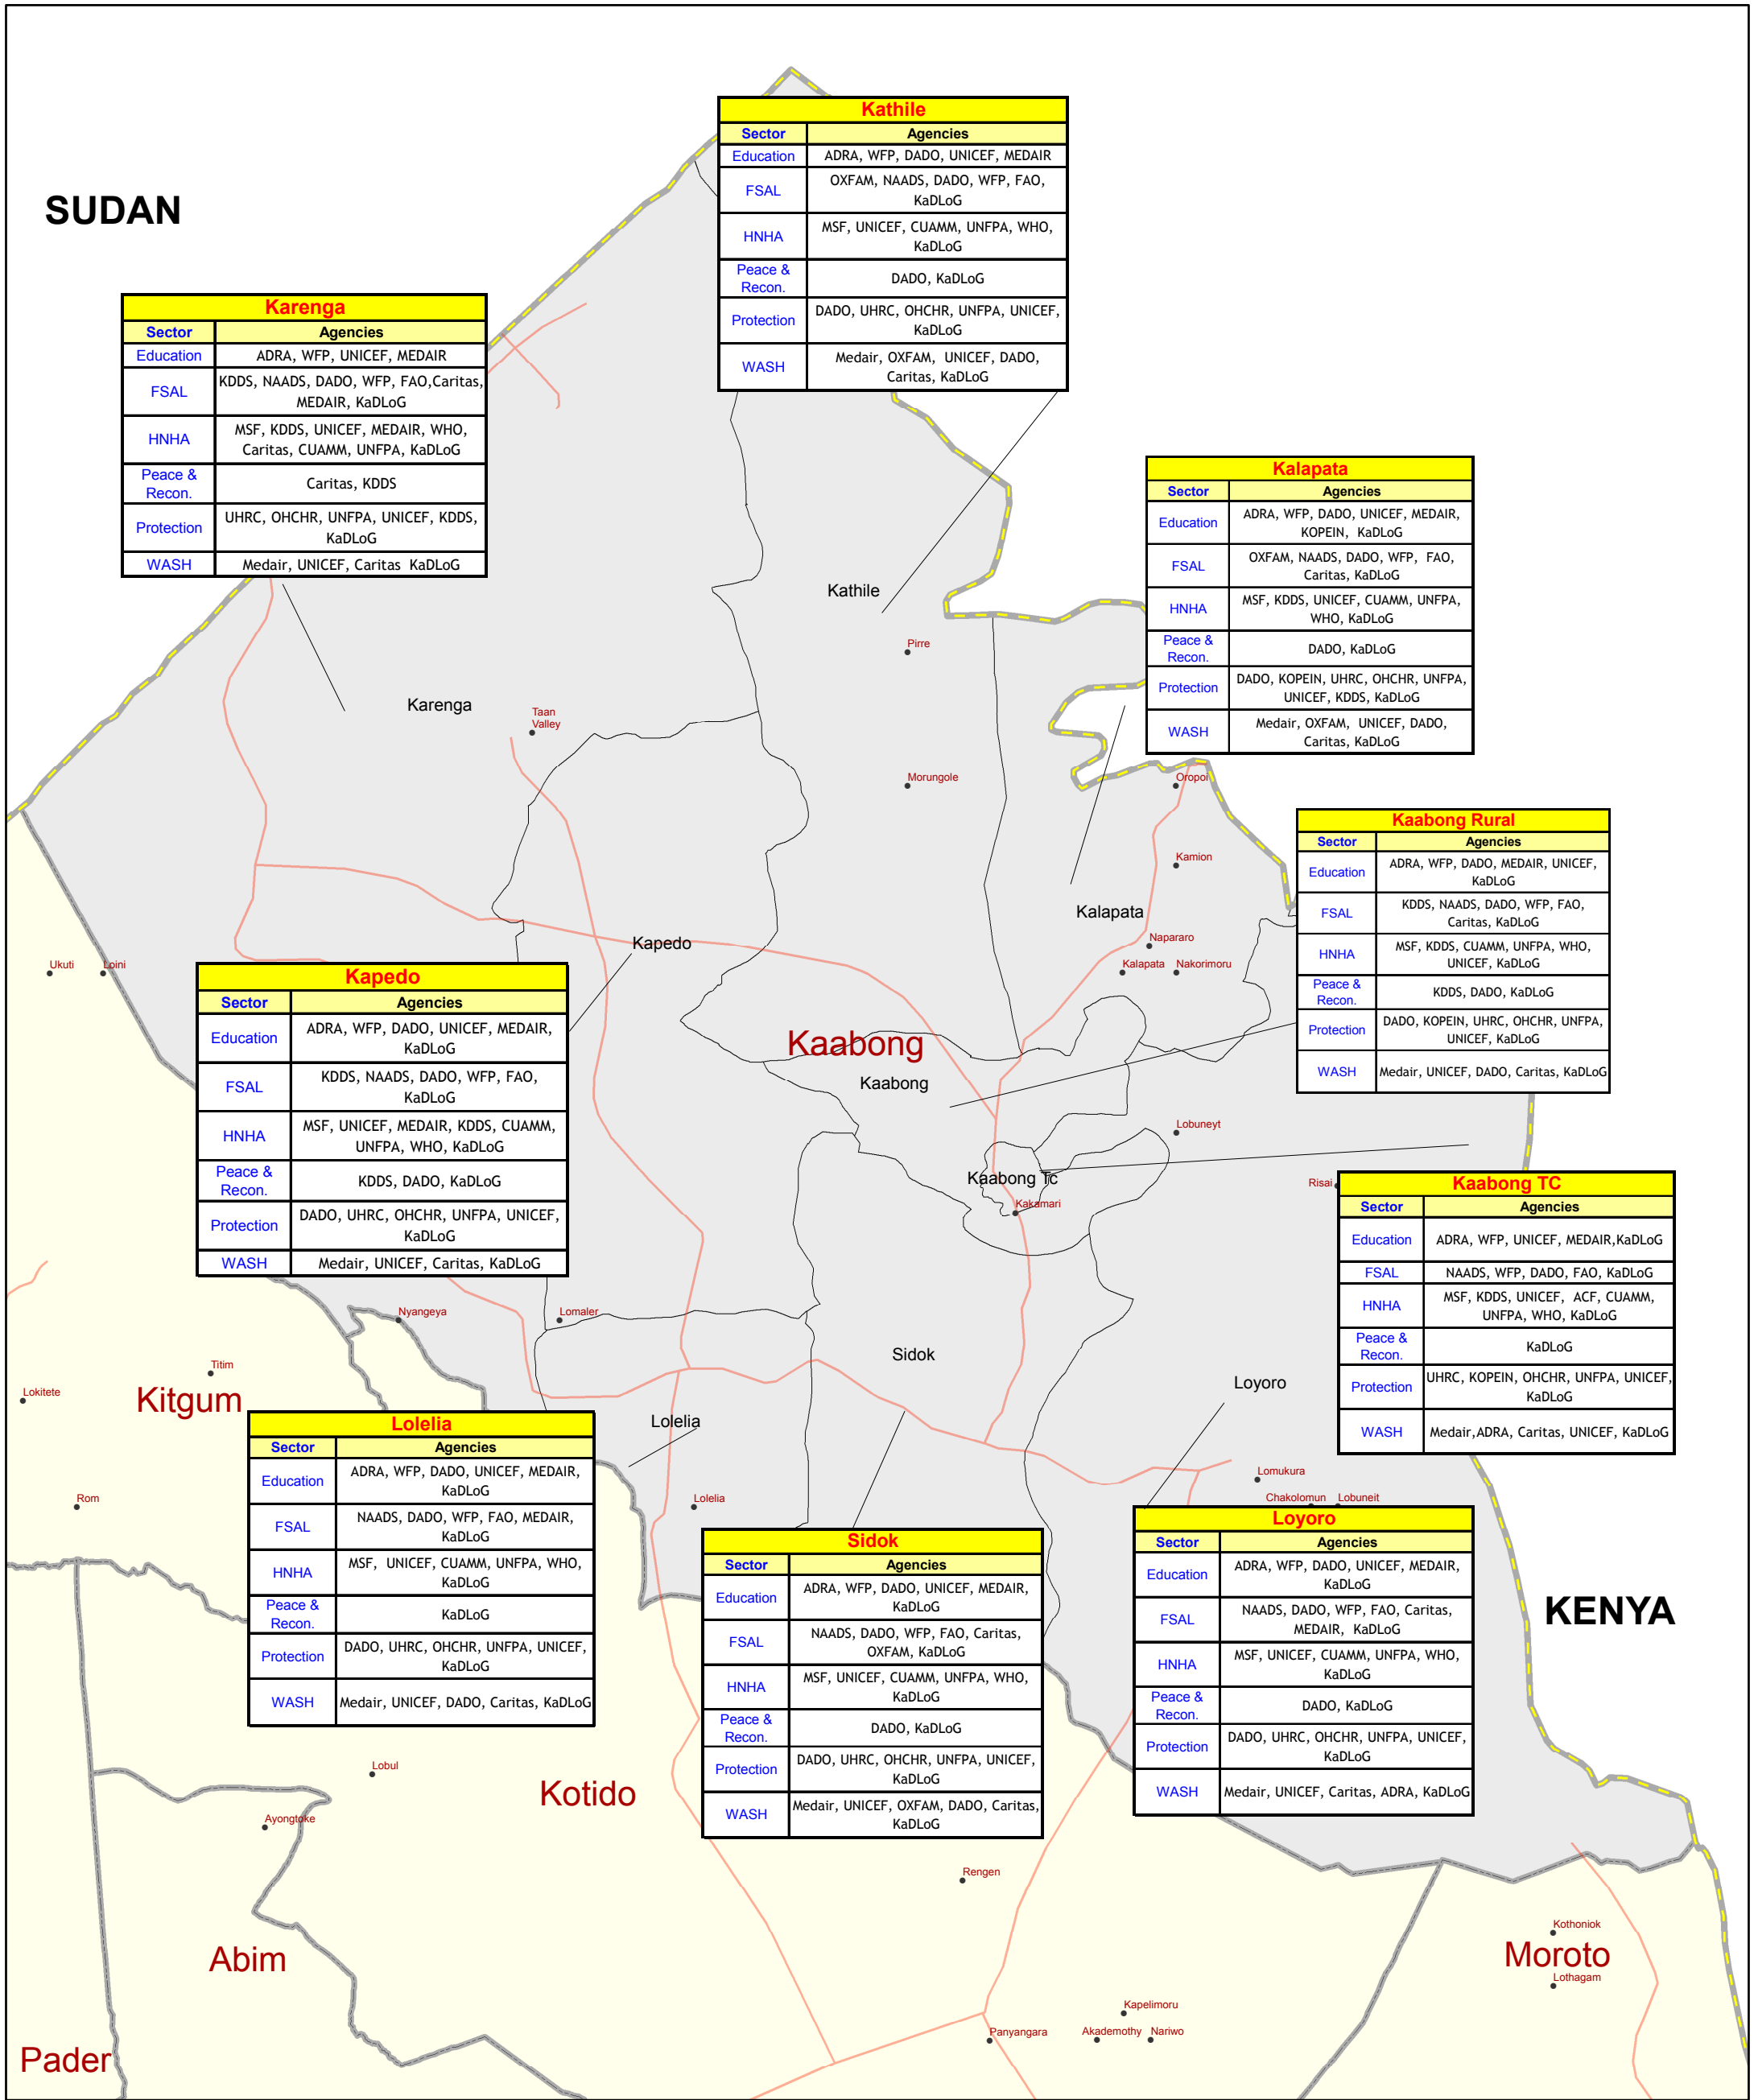 SUDAN
Kathile
Sector Agencies
Education ADRA, WFP, DADO, UNICEF, MEDAIR
FSAL OXFAM, NAADS, DADO, WFP, FAO,
KaDLoG
HNHA MSF, UNICEF, CUAMM, UNFPA, WHO,
KaDLoG
Peace &
Recon. DADO, KaDLoG
Protection DADO, UHRC, OHCHR, UNFPA, UNICEF,
KaDLoG
WASH Medair, OXFAM, UNICEF, DADO,
Caritas, KaDLoG
Karenga
Sector Agencies
Education ADRA, WFP, UNICEF, MEDAIR
FSAL KDDS, NAADS, DADO, WFP, FAO,Caritas,
MEDAIR, KaDLoG
HNHA MSF, KDDS, UNICEF, MEDAIR, WHO,
Caritas, CUAMM, UNFPA, KaDLoG
Peace &
Recon. Caritas, KDDS
Protection UHRC, OHCHR, UNFPA, UNICEF, KDDS,
KaDLoG
WASH Medair, UNICEF, Caritas KaDLoG
Kalapata
Sector Agencies
Education ADRA, WFP, DADO, UNICEF, MEDAIR,
KOPEIN, KaDLoG
FSAL OXFAM, NAADS, DADO, WFP, FAO,
Caritas, KaDLoG
HNHA MSF, KDDS, UNICEF, CUAMM, UNFPA,
WHO, KaDLoG
Peace &
Recon. DADO, KaDLoG
Protection DADO, KOPEIN, UHRC, OHCHR, UNFPA,
UNICEF, KDDS, KaDLoG
WASH Medair, OXFAM, UNICEF, DADO,
Caritas, KaDLoG
Kathile
Pirre
Karenga
Taan
Valley
Morungole
Oropoi
Kaabong Rural
Sector Agencies
Education ADRA, WFP, DADO, MEDAIR, UNICEF,
KaDLoG
FSAL KDDS, NAADS, DADO, WFP, FAO,
Caritas, KaDLoG
HNHA MSF, KDDS, CUAMM, UNFPA, WHO,
UNICEF, KaDLoG
Peace &
Recon. KDDS, DADO, KaDLoG
Protection DADO, KOPEIN, UHRC, OHCHR, UNFPA,
UNICEF, KaDLoG
WASH Medair, UNICEF, DADO, Caritas, KaDLoG
Kamion
Kalapata
Kapedo
Napararo
Kalapata Nakorimoru
Ukuti Loini
Kapedo
Sector Agencies
Education ADRA, WFP, DADO, UNICEF, MEDAIR,
KaDLoG
FSAL KDDS, NAADS, DADO, WFP, FAO,
KaDLoG
HNHA MSF, UNICEF, MEDAIR, KDDS, CUAMM,
UNFPA, WHO, KaDLoG
Peace &
Recon. KDDS, DADO, KaDLoG
Protection DADO, UHRC, OHCHR, UNFPA, UNICEF,
KaDLoG
WASH Medair, UNICEF, Caritas, KaDLoG
Kaabong
Kaabong
Lobuneyt
Kaabong Tc
Kakamari
Risai
Kaabong TC
Sector Agencies
Education ADRA, WFP, UNICEF, MEDAIR,KaDLoG
FSAL NAADS, WFP, DADO, FAO, KaDLoG
HNHA MSF, KDDS, UNICEF, ACF, CUAMM,
UNFPA, WHO, KaDLoG
Peace &
Recon. KaDLoG
Protection UHRC, KOPEIN, OHCHR, UNFPA, UNICEF,
KaDLoG
WASH Medair,ADRA, Caritas, UNICEF, KaDLoG
Nyangeya
Lomaler
Titim
Lokitete
Kitgum
Sidok
Loyoro
Lolelia
Lolelia
Sector Agencies
Education ADRA, WFP, DADO, UNICEF, MEDAIR,
KaDLoG
FSAL NAADS, DADO, WFP, FAO, MEDAIR,
KaDLoG
HNHA MSF, UNICEF, CUAMM, UNFPA, WHO,
KaDLoG
Peace &
Recon. KaDLoG
Protection DADO, UHRC, OHCHR, UNFPA, UNICEF,
KaDLoG
WASH Medair, UNICEF, DADO, Caritas, KaDLoG
Rom
Lolelia
Lomukura
Chakolomun Lobuneit
Sidok
Sector Agencies
Education ADRA, WFP, DADO, UNICEF, MEDAIR,
KaDLoG
FSAL NAADS, DADO, WFP, FAO, Caritas,
OXFAM, KaDLoG
HNHA MSF, UNICEF, CUAMM, UNFPA, WHO,
KaDLoG
Peace &
Recon. DADO, KaDLoG
Protection DADO, UHRC, OHCHR, UNFPA, UNICEF,
KaDLoG
WASH Medair, UNICEF, OXFAM, DADO, Caritas,
KaDLoG
Loyoro
Sector Agencies
Education ADRA, WFP, DADO, UNICEF, MEDAIR,
KaDLoG
FSAL NAADS, DADO, WFP, FAO, Caritas,
MEDAIR, KaDLoG
HNHA MSF, UNICEF, CUAMM, UNFPA, WHO,
KaDLoG
Peace &
Recon. DADO, KaDLoG
Protection DADO, UHRC, OHCHR, UNFPA, UNICEF,
KaDLoG
WASH Medair, UNICEF, Caritas, ADRA, KaDLoG
KENYA
Lobul
Kotido
Ayongtoke
Rengen
Abim
Kothoniok
Moroto
Lothagam
Kapelimoru
Panyangara
Akademothy Nariwo
Pader